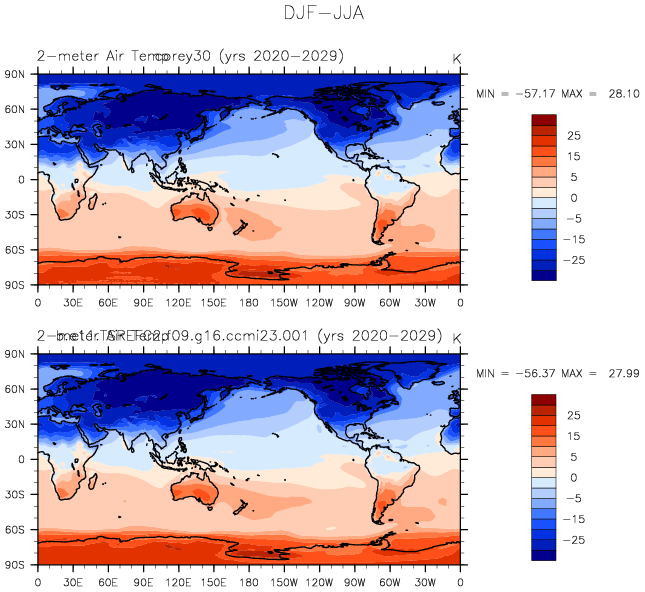 DJF-JJA
2-meter Air Temp (yrs 2020-2029) K
MIN = -57.17 MAX = 28.10
90N
60N
30N
0
30S
60S
90S
0 30E 60E 90E 120E 150E 180 150W 120W 90W 60W 30W 0
25
15
5
0
-5
-15
-25
2-meter Air Temp .f09.g16.ccmi23.001 (yrs 2020-2029) K
MIN = -56.37 MAX = 27.99
90N
60N
30N
0
30S
60S
90S
0 30E 60E 90E 120E 150E 180 150W 120W 90W 60W 30W 0
25
15
5
0
-5
-15
-25